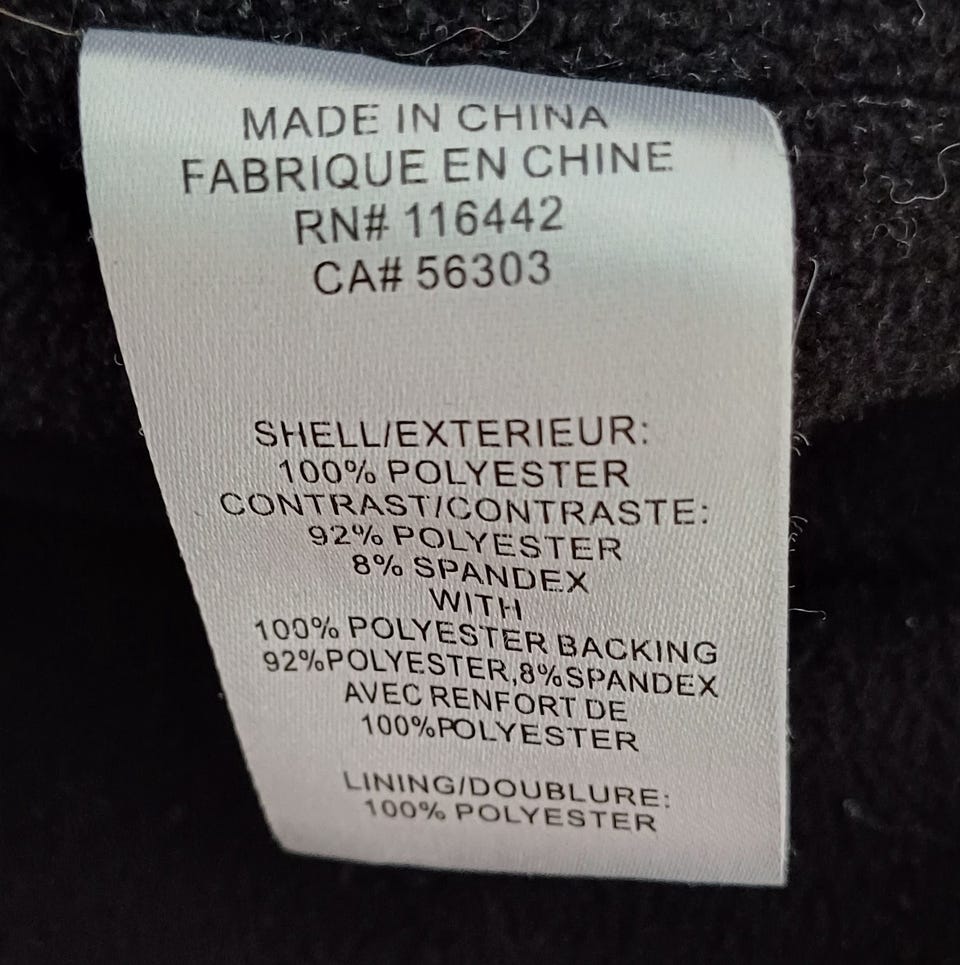 MADE IN CHINA
FABRIQUE EN CHINE
RN# 116442
CA# 56303
SHELL/EXTERIEUR:
100% POLYESTER
CONTRAST/CONTRASTE:
92% POLYESTER
8% SPANDEX
WITH
100% POLYESTER BACKING
92%POLYESTER,8%SPANDEX
AVEC RENFORT DE
100%POLYESTER
LINING/DOUBLURE:
100% POLYESTER